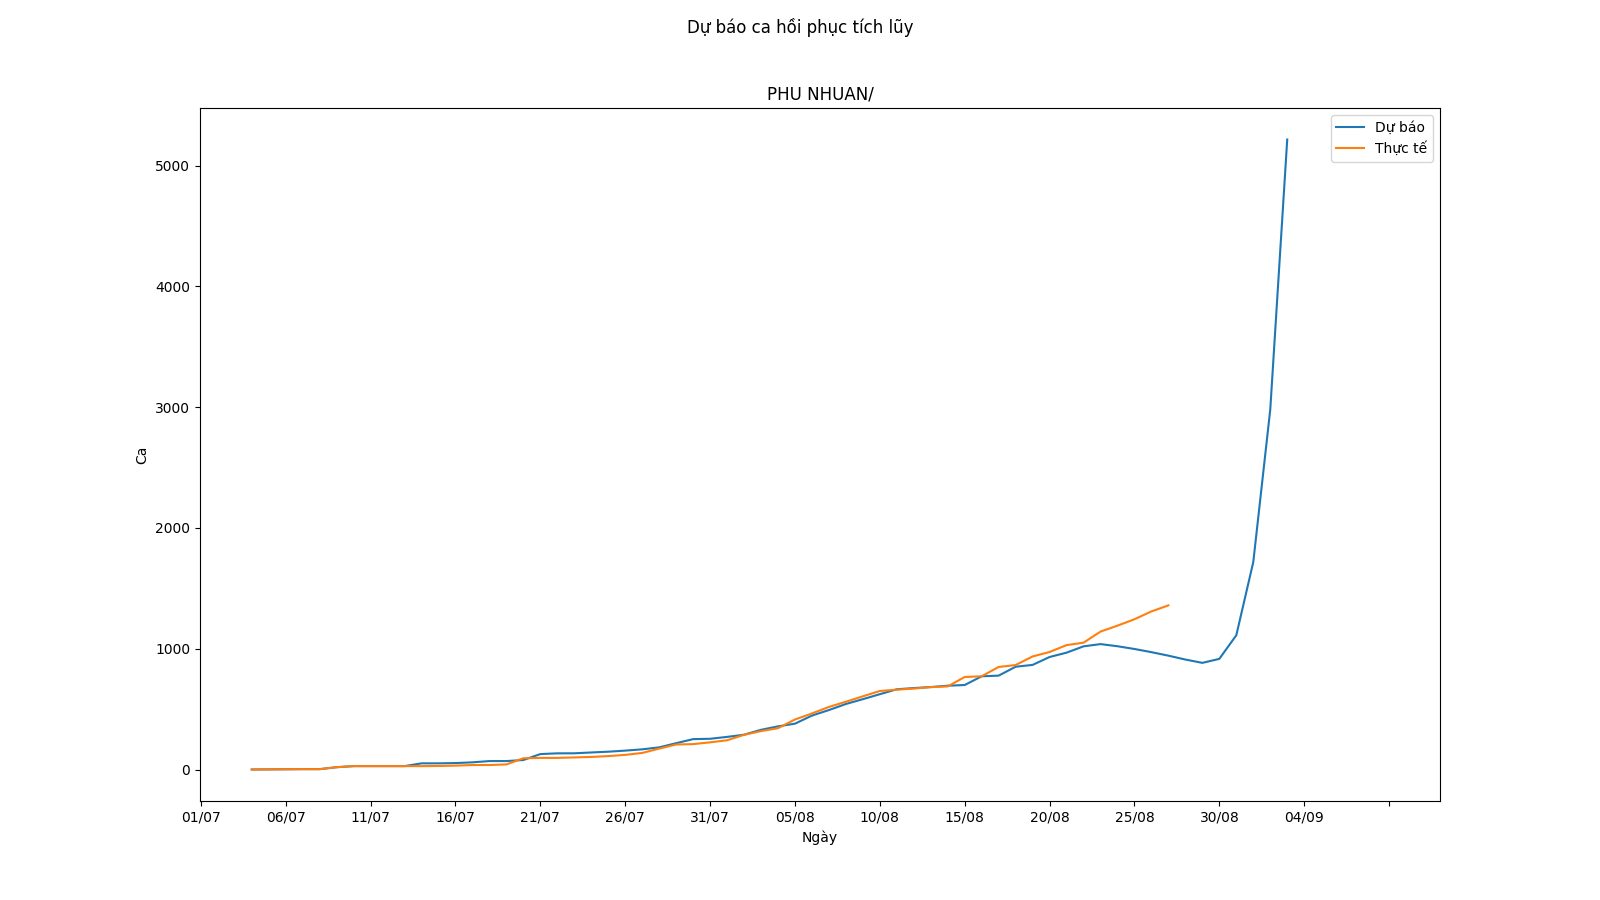 Dự báo ca hồi phục tích lũy
PHU NHUAN/
Dự báo
Thực tế
5000
4000
3000
2000
1000
0
Ca
01/07 06/07 11/07 16/07 21/07 26/07 31/07 05/08 10/08 15/08 20/08 25/08 30/08 04/09
Ngày